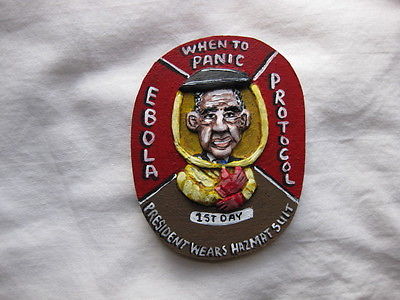 WHEN TO
PANIC
EBOLA
PROTOCOL
1ST DAY
PRESIDENT WEARS HAZMAT SUIT